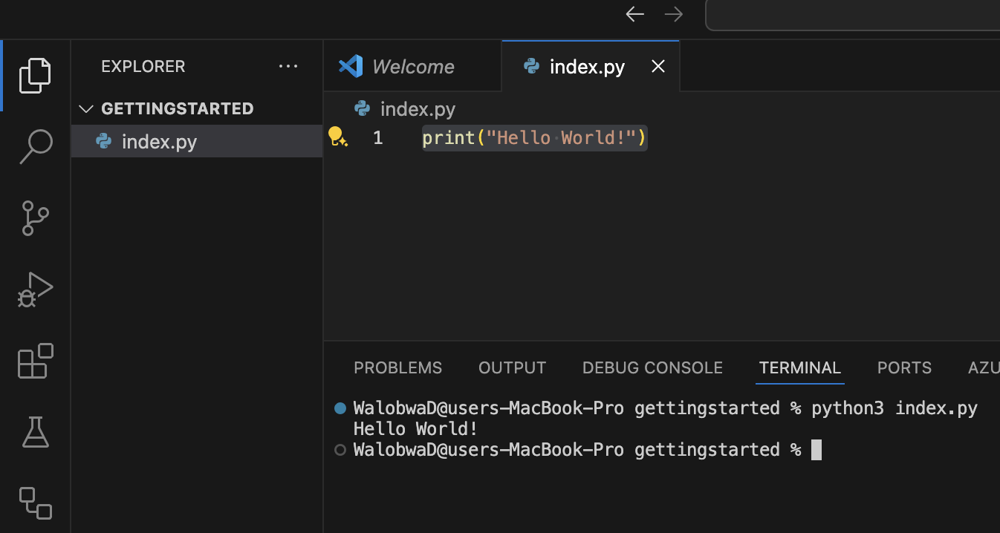 EXPLORER
GETTINGSTARTED
index.py
Welcome
index.py
index.py
1 print("Hello World!")
PROBLEMS OUTPUT DEBUG CONSOLE TERMINAL PORTS AZU
WalobwaD@users-MacBook-Pro gettingstarted % python3 index.py
Hello World!
WalobwaD@users-MacBook-Pro gettingstarted %